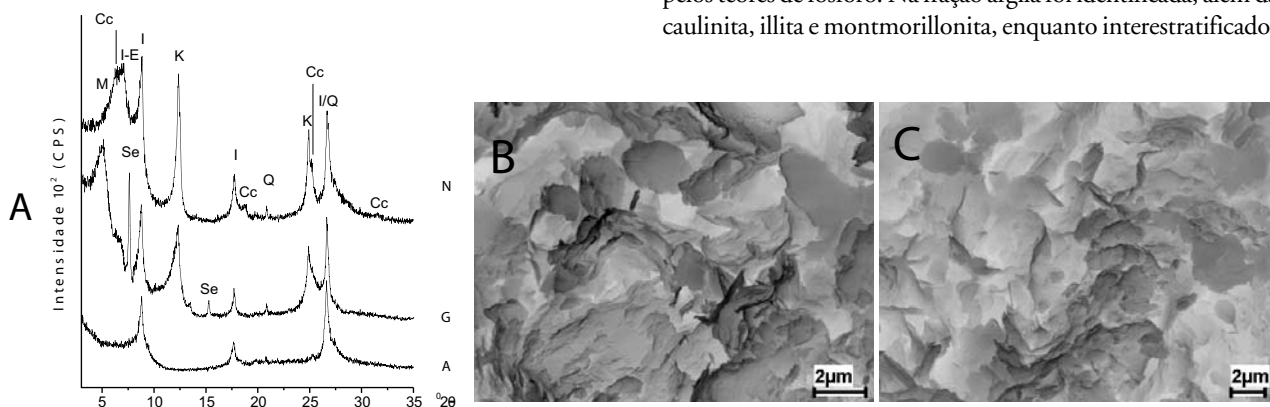 pelos teores de fósforo. Na fração argila foi identificada, além da
caulinita, illita e montmorillonita, enquanto interestratificado
A
Intensidade 10² (CPS)
Cc
M
I-E
I
K
Cc
K
I/Q
I
Cc
Q
Cc
N
Se
Se
G
A
5 10 15 20 25 30 35 °2θ
B
2µm
C
2µm